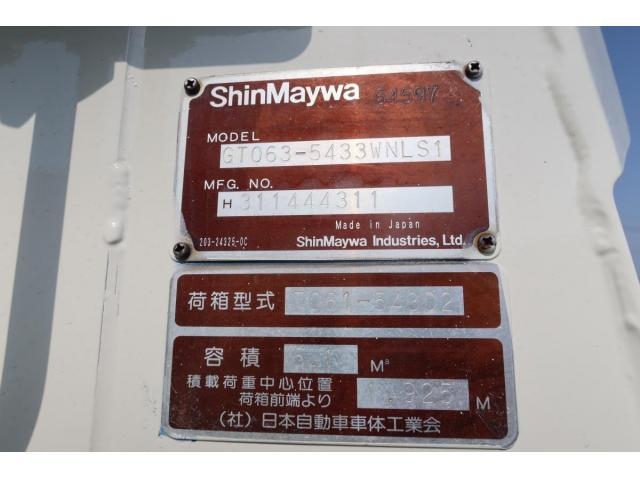 ShinMaywa 54597
MODEL
GT063-5433WNLS1
MFG. NO.
H 311444311
Made in Japan
203-24325-0C ShinMaywa Industries, Ltd.
荷箱型式
容積 M³
積載荷重中心位置
荷箱前端より M
(社)日本自動車車体工業会